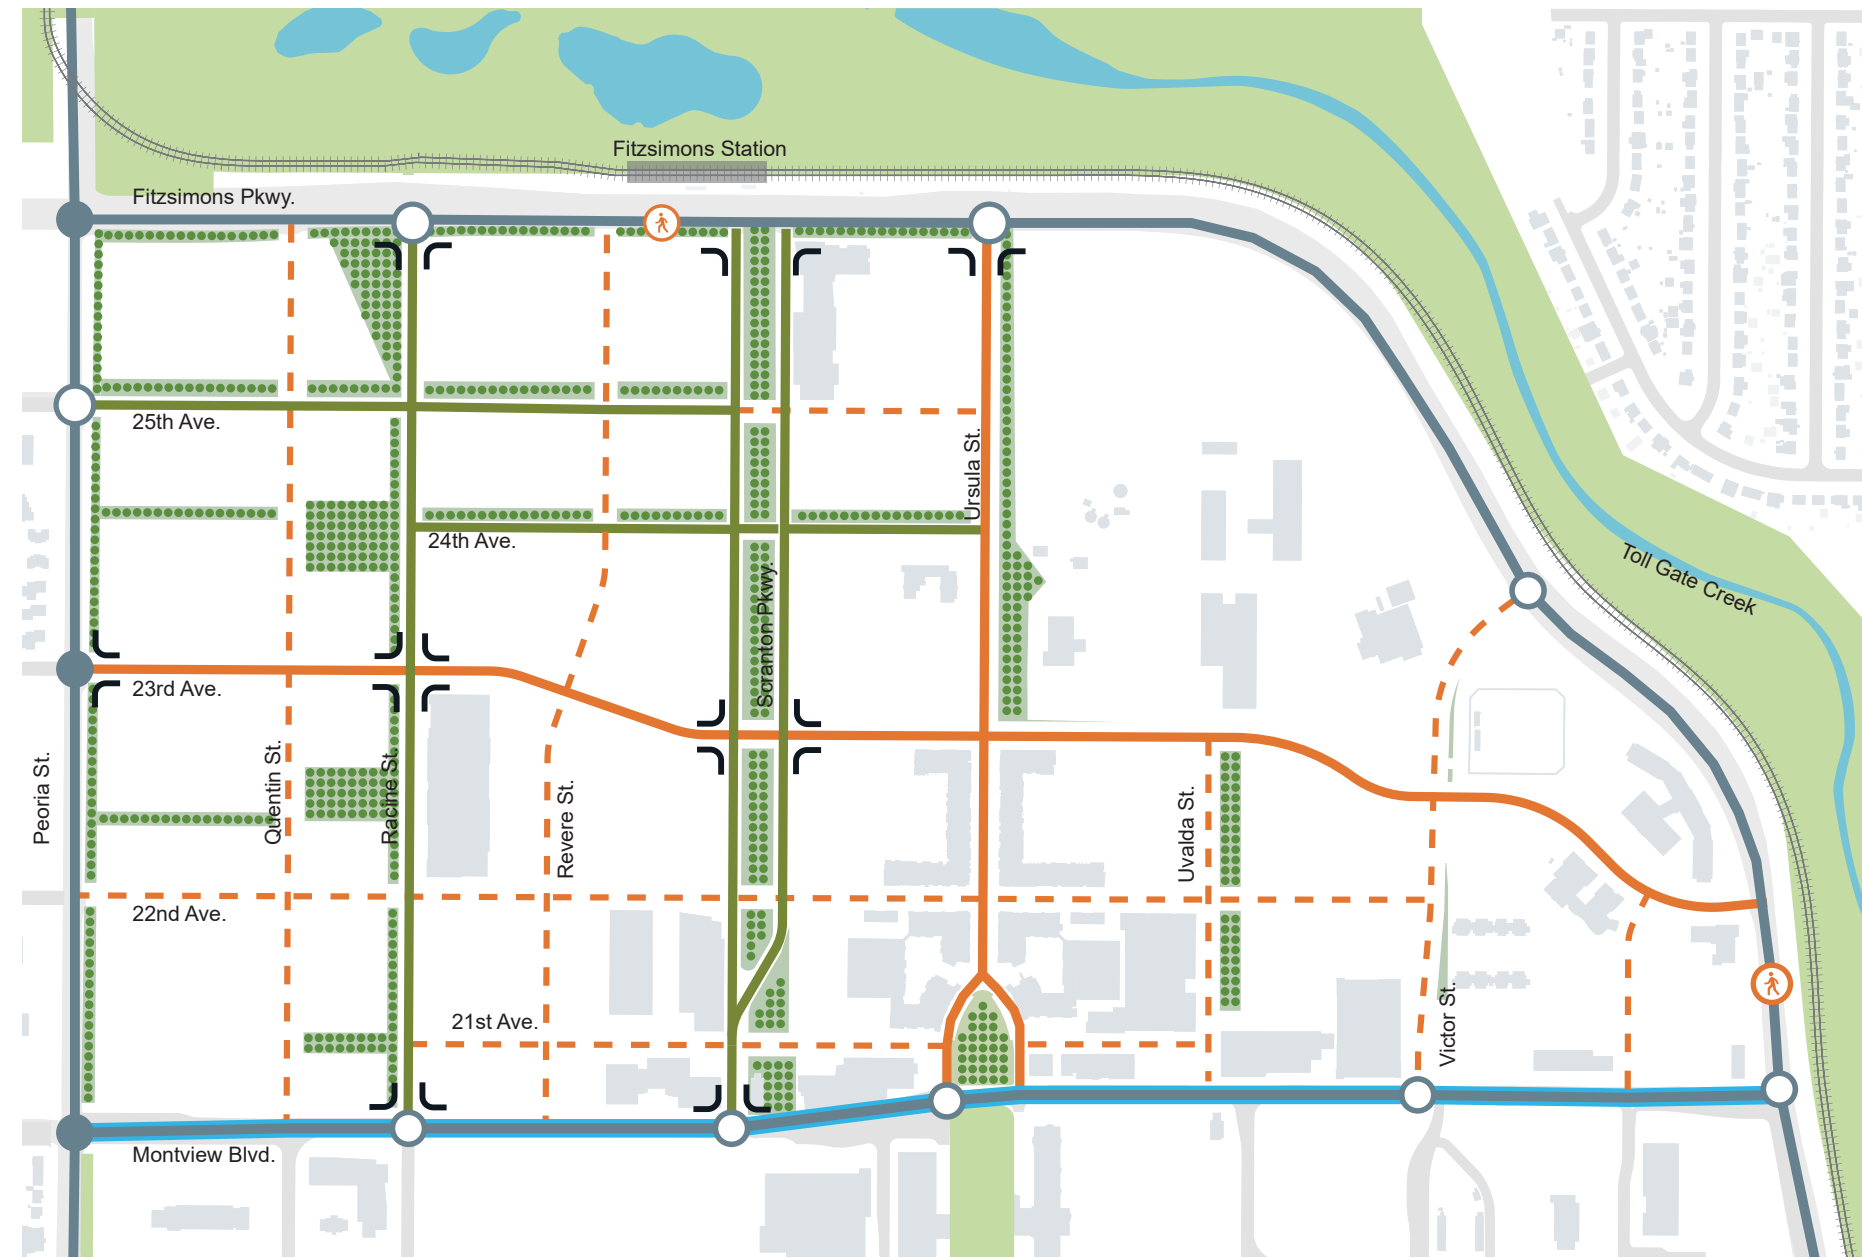 Fitzsimons Station
Fitzsimons Pkwy.
25th Ave.
Ursula St.
24th Ave.
Toll Gate Creek
Scranton Pkwy.
23rd Ave.
Peoria St.
Quentin St.
Racine St.
Revere St.
Uvalda St.
22nd Ave.
21st Ave.
Victor St.
Montview Blvd.